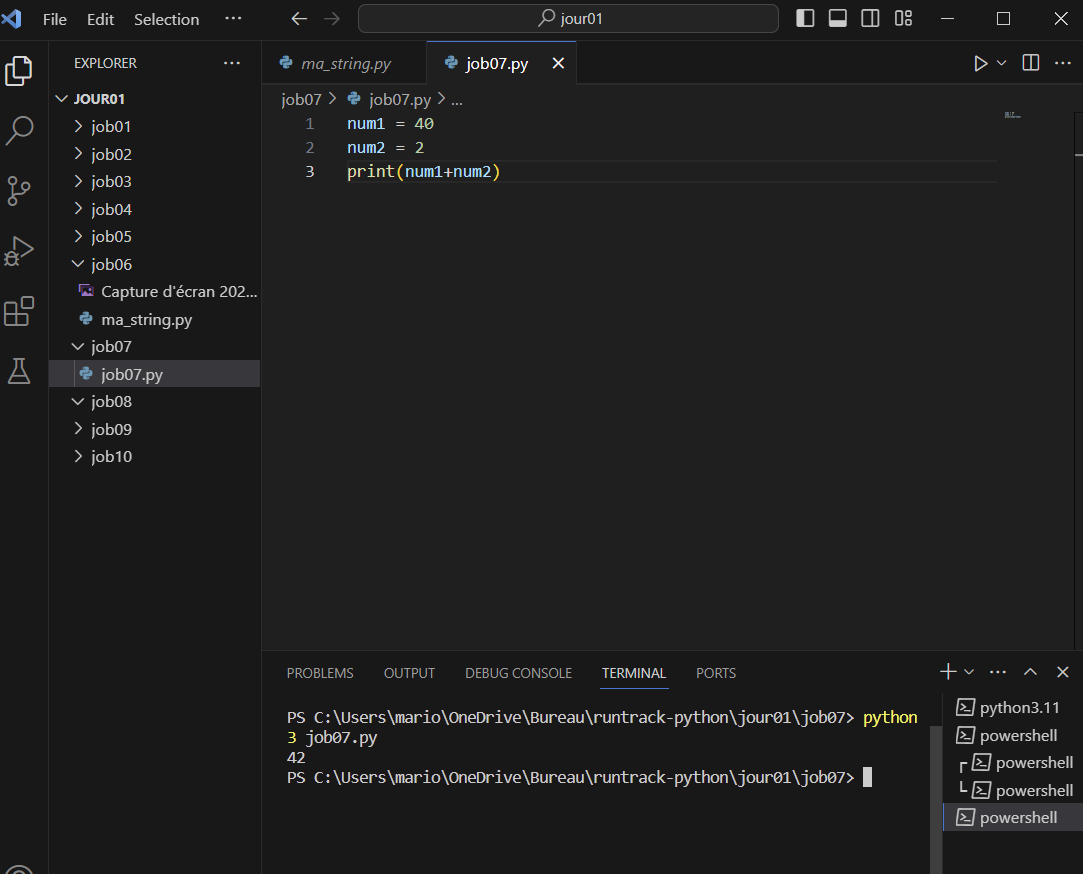 File Edit Selection ··· jour01
EXPLORER ···
JOUR01
job01
job02
job03
job04
job05
job06
Capture d'écran 202...
ma_string.py
job07
job07.py
job08
job09
job10
ma_string.py job07.py
job07 > job07.py > ...
1 num1 = 40
2 num2 = 2
3 print(num1+num2)
PROBLEMS OUTPUT DEBUG CONSOLE TERMINAL PORTS
PS C:\Users\mario\OneDrive\Bureau\runtrack-python\jour01\job07> python
3 job07.py
42
PS C:\Users\mario\OneDrive\Bureau\runtrack-python\jour01\job07>
python3.11
powershell
powershell
powershell
powershell